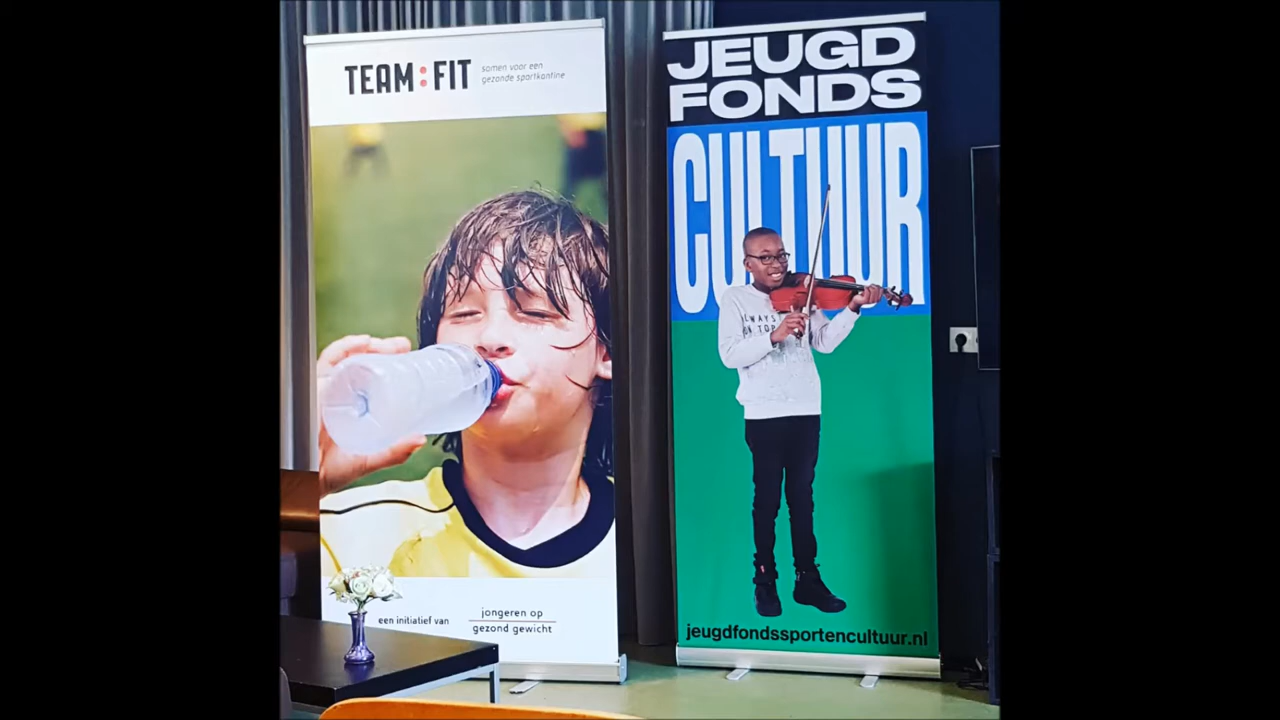 TEAM:FIT
samen voor een
gezonde sportkantine
een initiatief van
jongeren op
gezond gewicht
JEUGD
FONDS
CULTUUR
ALWAYS
ON TOP
jeugdfondssportencultuur.nl